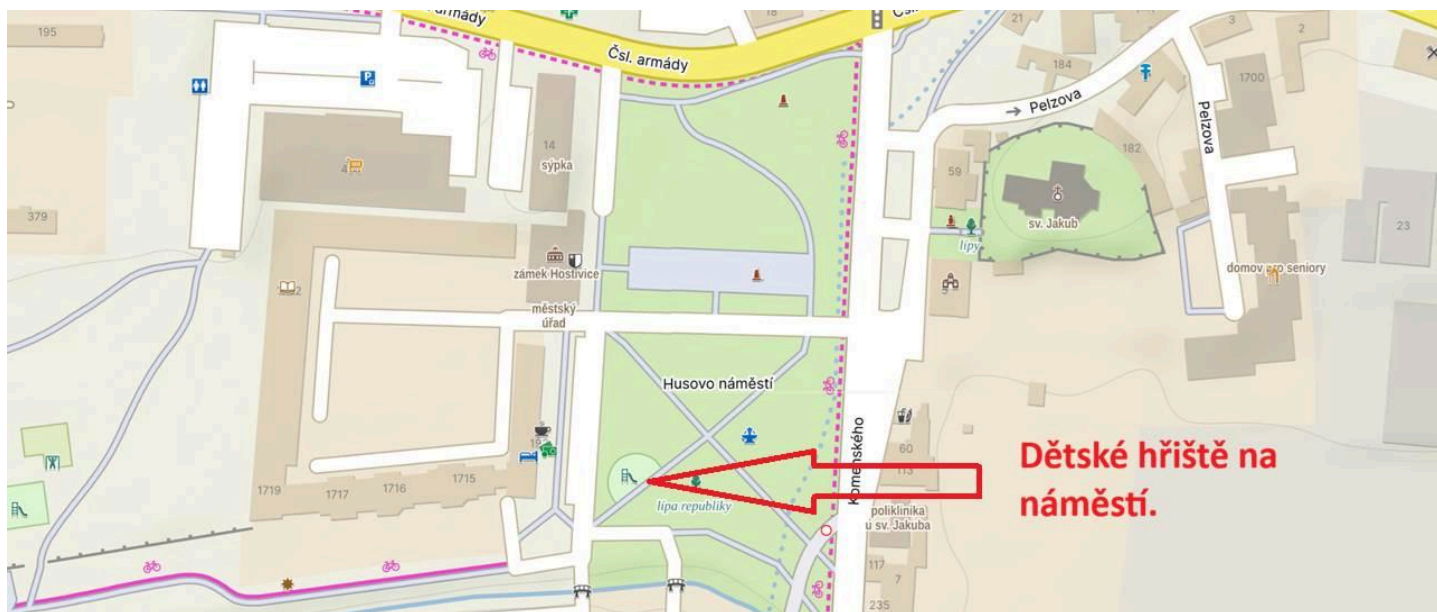 195
armády
18
Čsl.
21
3
2
Čsl. armády
184
1700
P
→ Pelzova
Pelzova
14
sýpka
182
59
379
sv. Jakub
23
lípy
zámek Hostivice
domov pro seniory
městský
úřad
Husovo náměstí
Komenského
60
113
1719
1717
1716
1715
lípa republiky
poliklinika
u sv. Jakuba
117
7
235
Dětské hřiště na
náměstí.